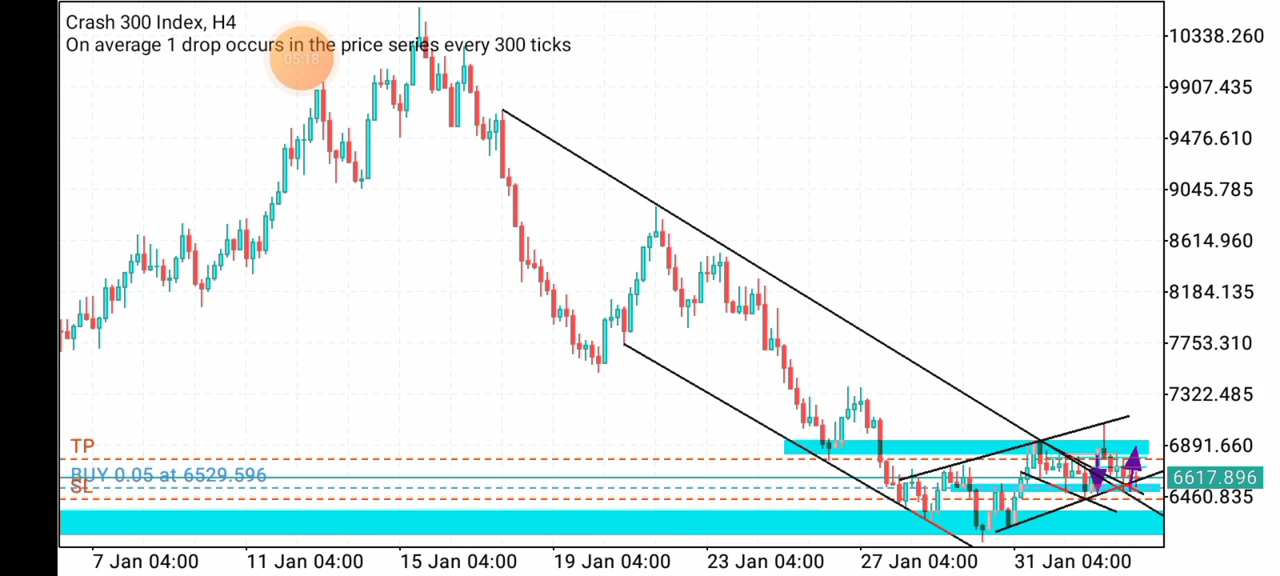 Crash 300 Index, H4
On average 1 drop occurs in the price series every 300 ticks
05:18
10338.260
9907.435
9476.610
9045.785
8614.960
8184.135
7753.310
7322.485
6891.660
TP
BUY 0.05 at 6529.596
6617.896
SL
6460.835
7 Jan 04:00
11 Jan 04:00
15 Jan 04:00
19 Jan 04:00
23 Jan 04:00
27 Jan 04:00
31 Jan 04:00